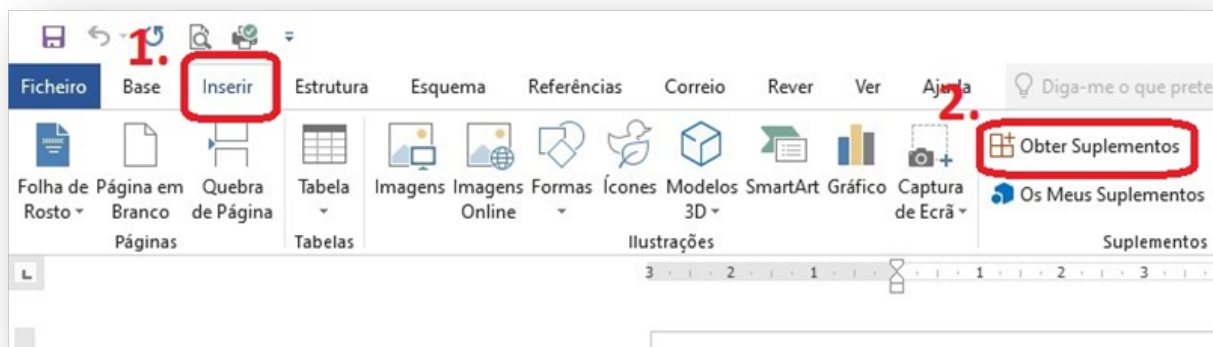 1.
Ficheiro Base Inserir Estrutura Esquema Referências Correio Rever Ver Ajuda Diga-me o que prete
2.
Obter Suplementos
Folha de Página em Quebra Tabela Imagens Imagens Formas Ícones Modelos SmartArt Gráfico Captura Os Meus Suplementos
Rosto Branco de Página Online 3D de Ecrã
Páginas Tabelas Ilustrações Suplementos
L 3 2 1 1 2 3